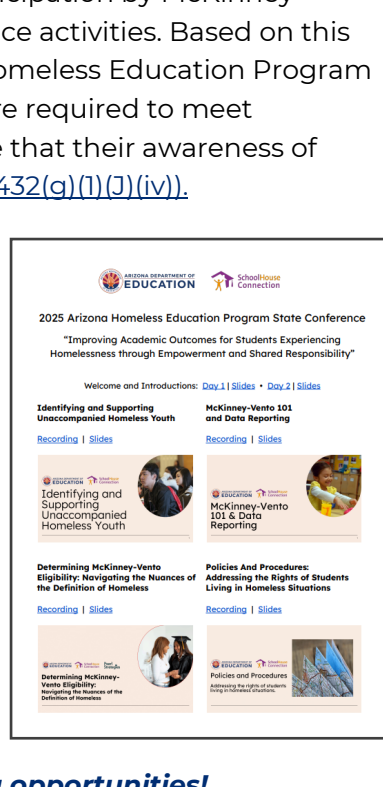 cipation by McKinney
ce activities. Based on this
omeless Education Program
re required to meet
e that their awareness of
432(g)(1)(J)(iv)).
ARIZONA DEPARTMENT OF
EDUCATION
SchoolHouse
Connection
2025 Arizona Homeless Education Program State Conference
“Improving Academic Outcomes for Students Experiencing
Homelessness through Empowerment and Shared Responsibility”
Welcome and Introductions: Day 1 | Slides • Day 2 | Slides
Identifying and Supporting
Unaccompanied Homeless Youth
Recording | Slides
EDUCATION
Identifying and
Supporting
Unaccompanied
Homeless Youth
McKinney-Vento 101
and Data Reporting
Recording | Slides
EDUCATION
McKinney-Vento
101 & Data
Reporting
Determining McKinney-Vento
Eligibility: Navigating the Nuances of
the Definition of Homeless
Recording | Slides
EDUCATION
Determining McKinney-
Vento Eligibility:
Navigating the Nuances of the
Definition of Homeless
Policies And Procedures:
Addressing the Rights of Students
Living in Homeless Situations
Recording | Slides
EDUCATION
Policies and Procedures
Addressing the rights of students
living in homeless situations.
opportunities!